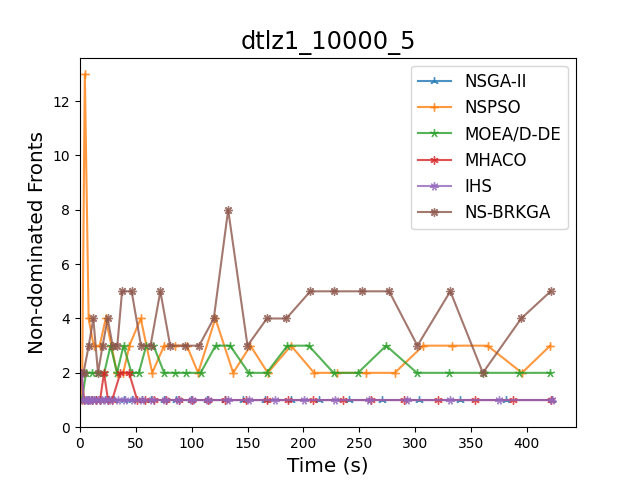 dtlz1_10000_5
Non-dominated Fronts
12
10
8
6
4
2
0
NSGA-II
NSPSO
MOEA/D-DE
MHACO
IHS
NS-BRKGA
0 50 100 150 200 250 300 350 400
Time (s)